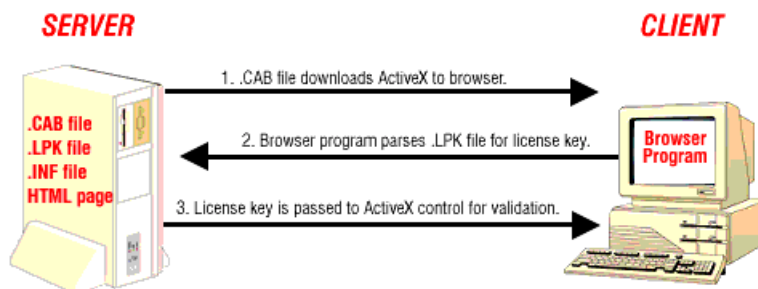 SERVER
CLIENT
1. .CAB file downloads ActiveX to browser.
.CAB file
.LPK file
.INF file
HTML page
2. Browser program parses .LPK file for license key.
Browser
Program
3. License key is passed to ActiveX control for validation.